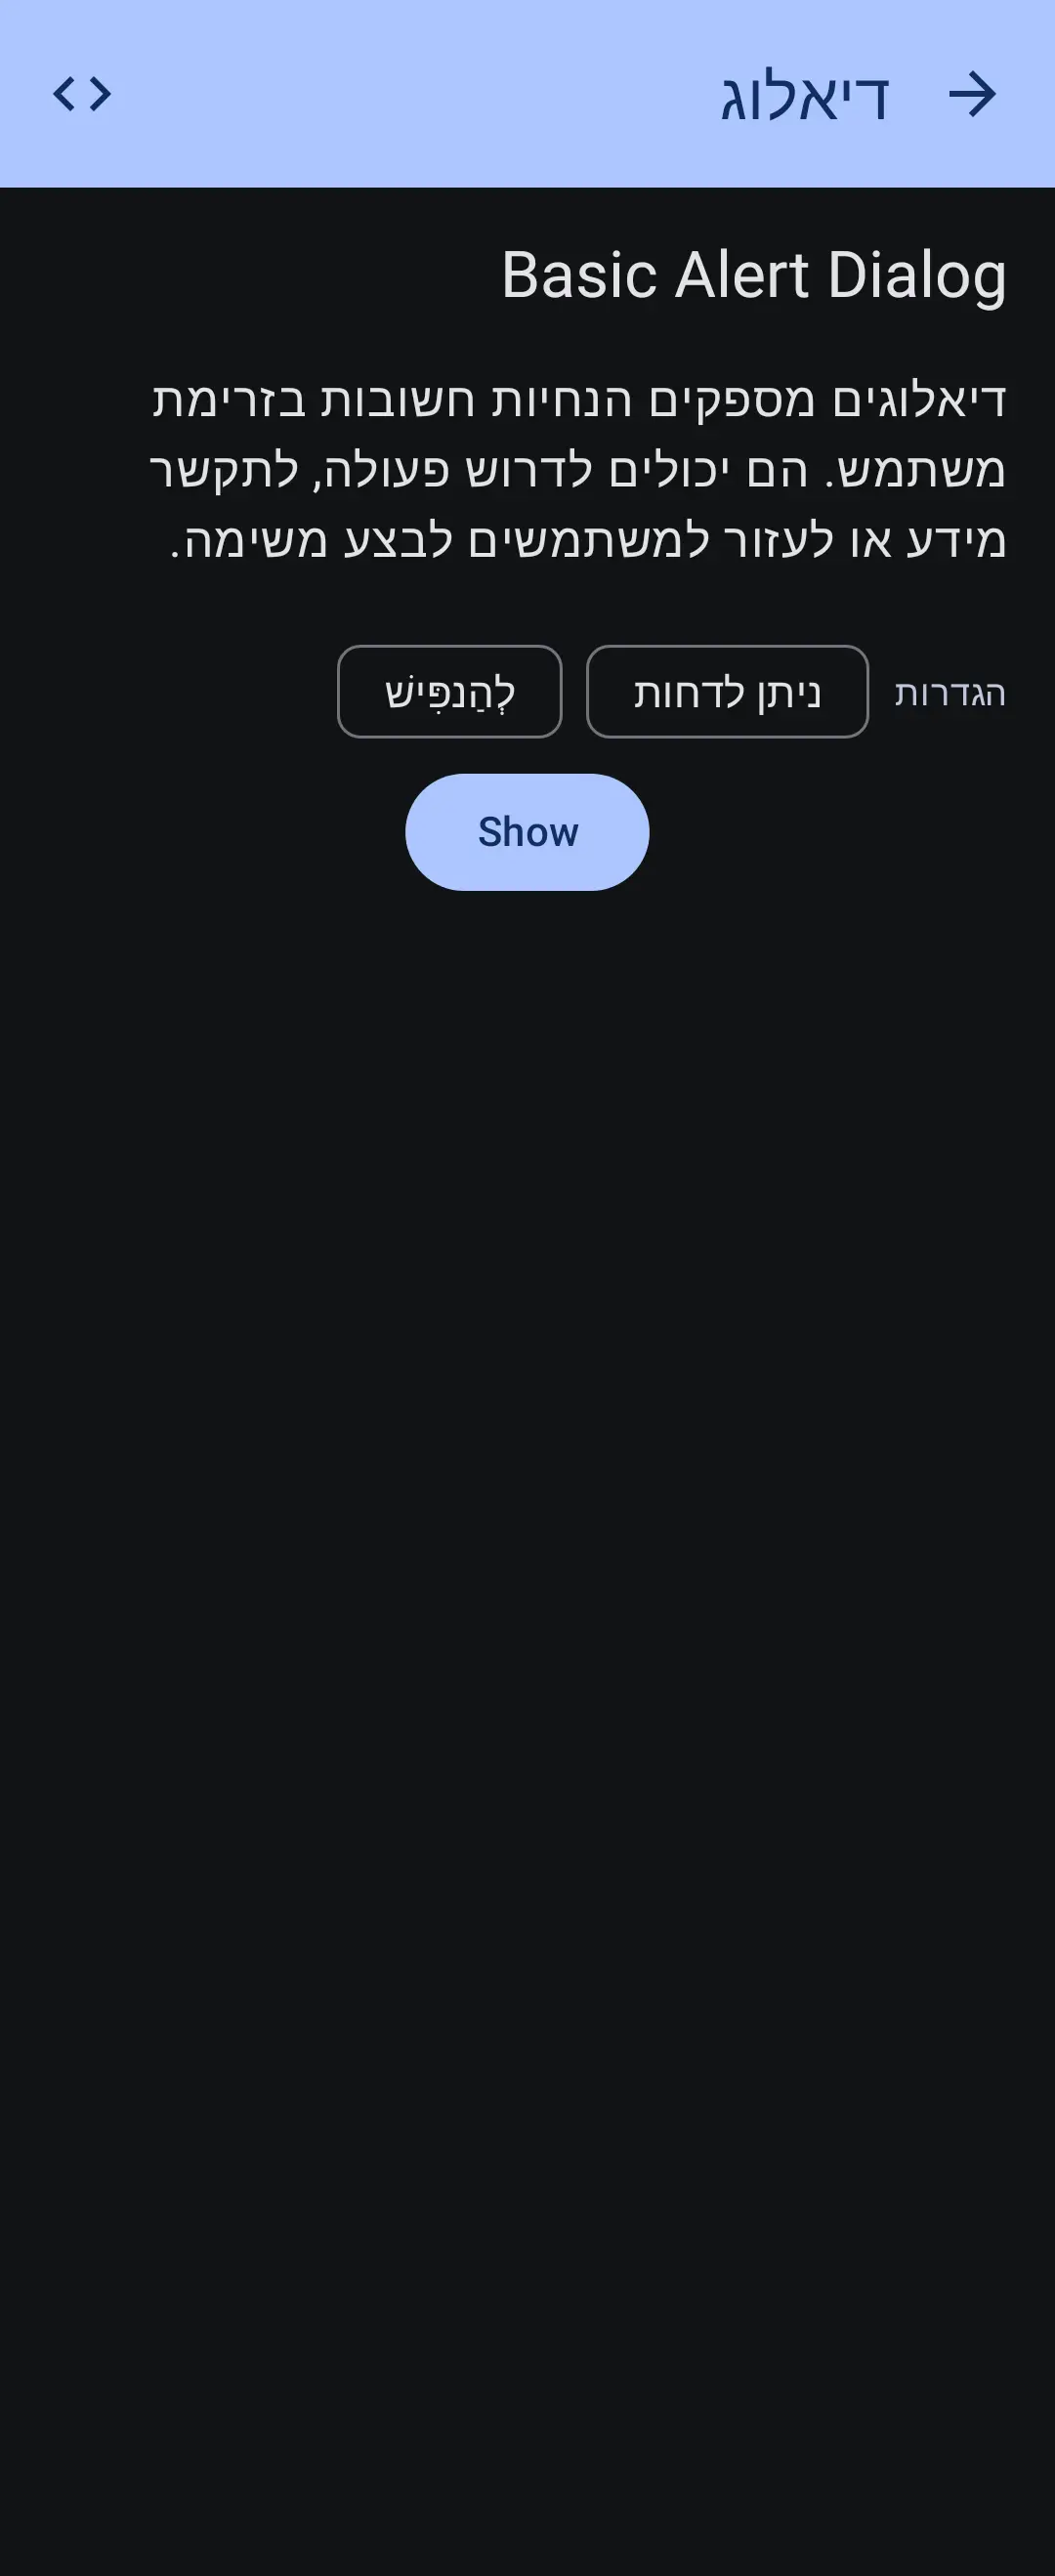 דיאלוג
Basic Alert Dialog
דיאלוגים מספקים הנחיות חשובות בזרימת
משתמש. הם יכולים לדרוש פעולה, לתקשר
מידע או לעזור למשתמשים לבצע משימה.
הגדרות
ניתן לדחות
לְהַנפִּישׁ
Show